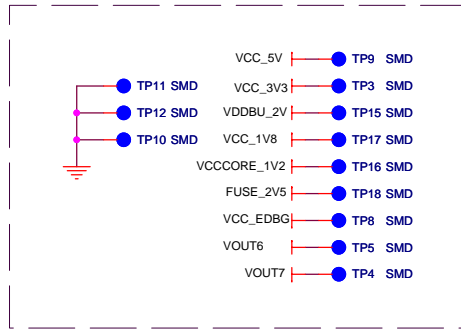 VCC_5V TP9 SMD
TP11 SMD VCC_3V3 TP3 SMD
TP12 SMD VDDBU_2V TP15 SMD
TP10 SMD VCC_1V8 TP17 SMD
VCCCORE_1V2 TP16 SMD
FUSE_2V5 TP18 SMD
VCC_EDBG TP8 SMD
VOUT6 TP5 SMD
VOUT7 TP4 SMD